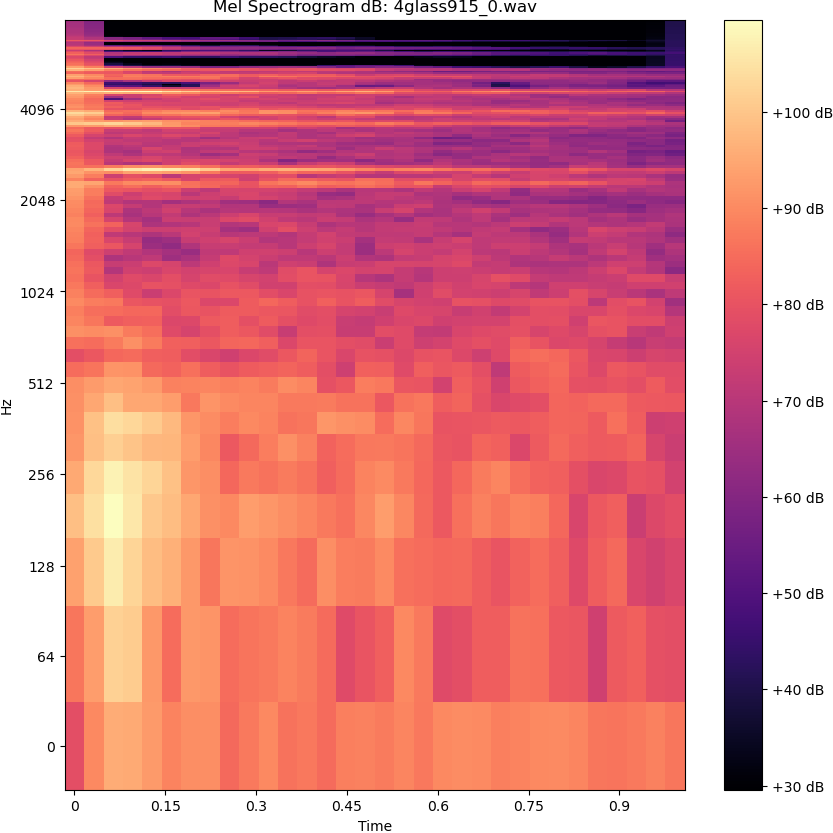 Mel Spectrogram dB: 4glass915_0.wav
4096
2048
1024
512
256
128
64
0
Hz
0
0.15
0.3
0.45
0.6
0.75
0.9
Time
+100 dB
+90 dB
+80 dB
+70 dB
+60 dB
+50 dB
+40 dB
+30 dB